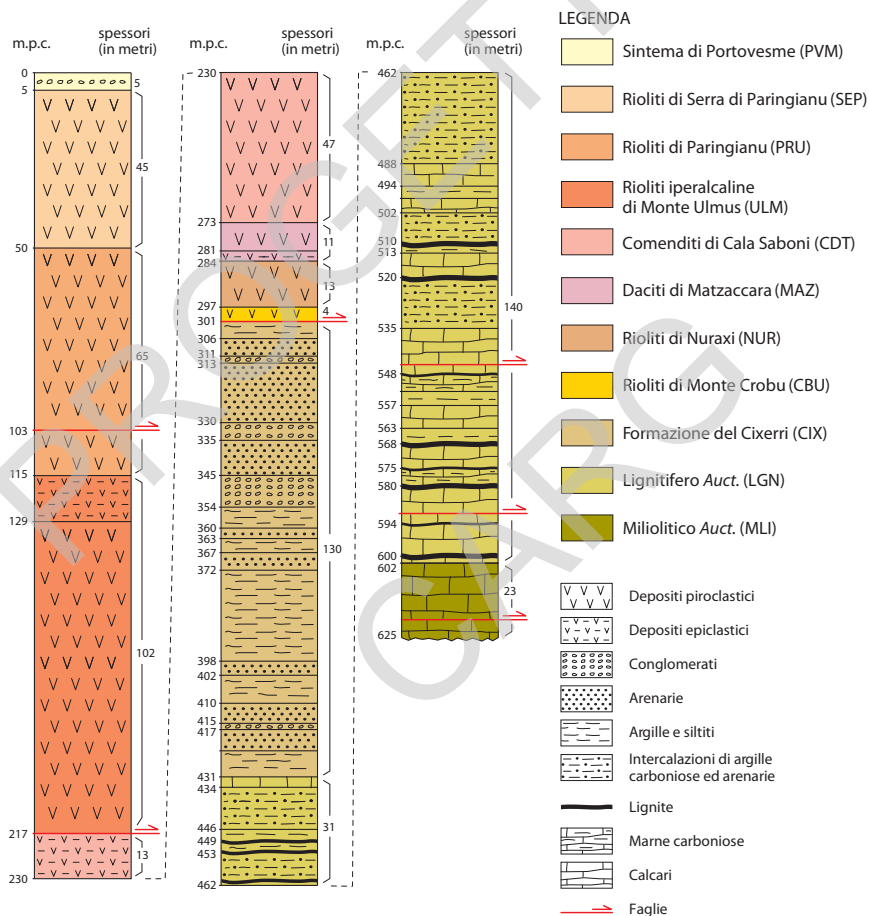 m.p.c.
spessori
(in metri)
0
5
50
103
115
129
217
230
5
45
65
102
13
m.p.c.
spessori
(in metri)
230
273
281
284
297
301
306
311
313
330
335
345
354
360
363
367
372
398
402
410
415
417
431
434
446
449
453
462
47
11
13
4
130
31
m.p.c.
spessori
(in metri)
462
488
494
502
510
513
520
535
548
557
563
568
575
580
594
600
602
625
140
23
LEGENDA
Sintema di Portovesme (PVM)
Rioliti di Serra di Paringianu (SEP)
Rioliti di Paringianu (PRU)
Rioliti iperalcaline
di Monte Ulmus (ULM)
Comenditi di Cala Saboni (CDT)
Daciti di Matzaccara (MAZ)
Rioliti di Nuraxi (NUR)
Rioliti di Monte Crobu (CBU)
Formazione del Cixerri (CIX)
Lignitifero Auct. (LGN)
Miliolitico Auct. (MLI)
Depositi piroclastici
Depositi epiclastici
Conglomerati
Arenarie
Argille e siltiti
Intercalazioni di argille
carboniose ed arenarie
Lignite
Marne carboniose
Calcari
Faglie
PROGETT
CARG